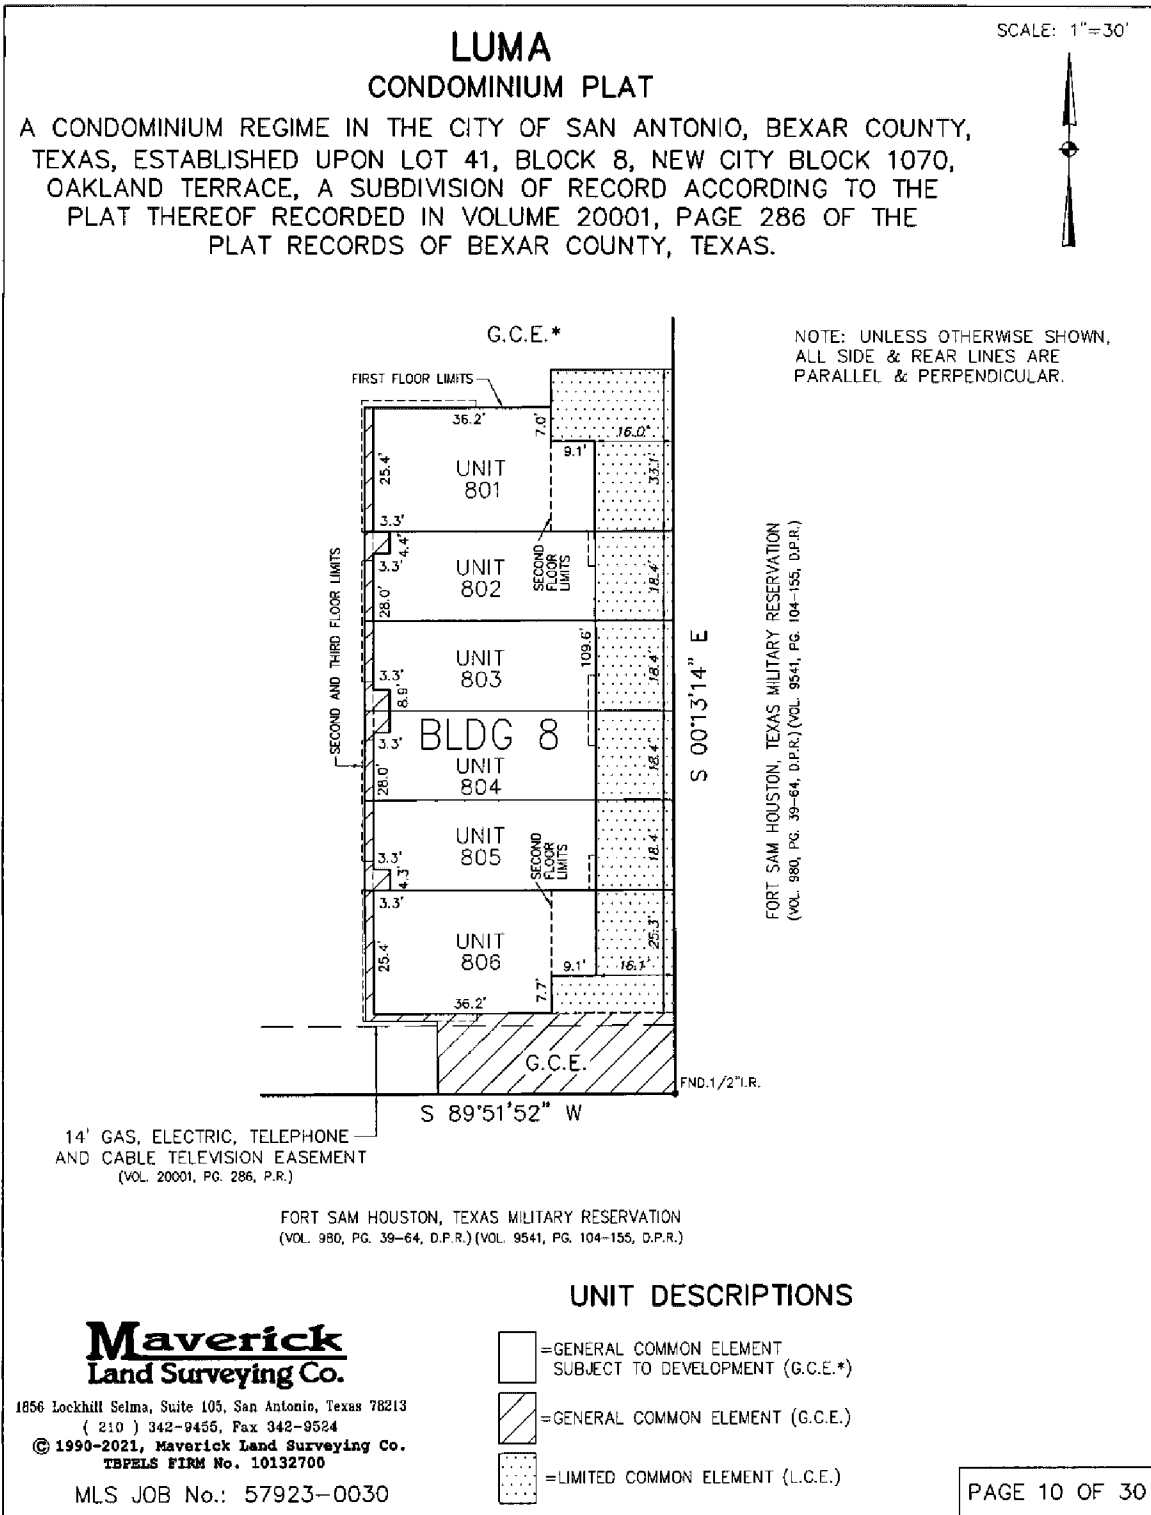 SCALE: 1"=30'
LUMA
CONDOMINIUM PLAT
A CONDOMINIUM REGIME IN THE CITY OF SAN ANTONIO, BEXAR COUNTY,
TEXAS, ESTABLISHED UPON LOT 41, BLOCK 8, NEW CITY BLOCK 1070,
OAKLAND TERRACE, A SUBDIVISION OF RECORD ACCORDING TO THE
PLAT THEREOF RECORDED IN VOLUME 20001, PAGE 286 OF THE
PLAT RECORDS OF BEXAR COUNTY, TEXAS.
G.C.E.*
NOTE: UNLESS OTHERWISE SHOWN,
ALL SIDE & REAR LINES ARE
PARALLEL & PERPENDICULAR.
FIRST FLOOR LIMITS
36.2'
7.0'
16.0'
9.1'
25.4'
UNIT
801
33.1'
3.3'
4.4'
SECOND
FLOOR
LIMITS
3.3'
UNIT
802
18.4'
28.0'
SECOND AND THIRD FLOOR LIMITS
109.6'
UNIT
803
18.4'
3.3'
8.9'
S 00°13'14" E
FORT SAM HOUSTON, TEXAS MILITARY RESERVATION
(VOL. 980, PG. 39-64, D.P.R.)(VOL. 9541, PG. 104-155, D.P.R.)
3.3'
BLDG 8
UNIT
804
18.4'
28.0'
UNIT
805
SECOND
FLOOR
LIMITS
18.4'
3.3'
4.3'
3.3'
UNIT
806
25.3'
25.4'
9.1'
16.1'
7.7'
36.2'
G.C.E.
FND.1/2"I.R.
S 89°51'52" W
14' GAS, ELECTRIC, TELEPHONE
AND CABLE TELEVISION EASEMENT
(VOL. 20001, PG. 286, P.R.)
FORT SAM HOUSTON, TEXAS MILITARY RESERVATION
(VOL. 980, PG. 39-64, D.P.R.)(VOL. 9541, PG. 104-155, D.P.R.)
UNIT DESCRIPTIONS
=GENERAL COMMON ELEMENT
SUBJECT TO DEVELOPMENT (G.C.E.*)
=GENERAL COMMON ELEMENT (G.C.E.)
=LIMITED COMMON ELEMENT (L.C.E.)
Maverick
Land Surveying Co.
1856 Lockhill Selma, Suite 105, San Antonio, Texas 78213
( 210 ) 342-9455, Fax 342-9524
© 1990-2021, Maverick Land Surveying Co.
TBPELS FIRM No. 10132700
MLS JOB No.: 57923-0030
PAGE 10 OF 30